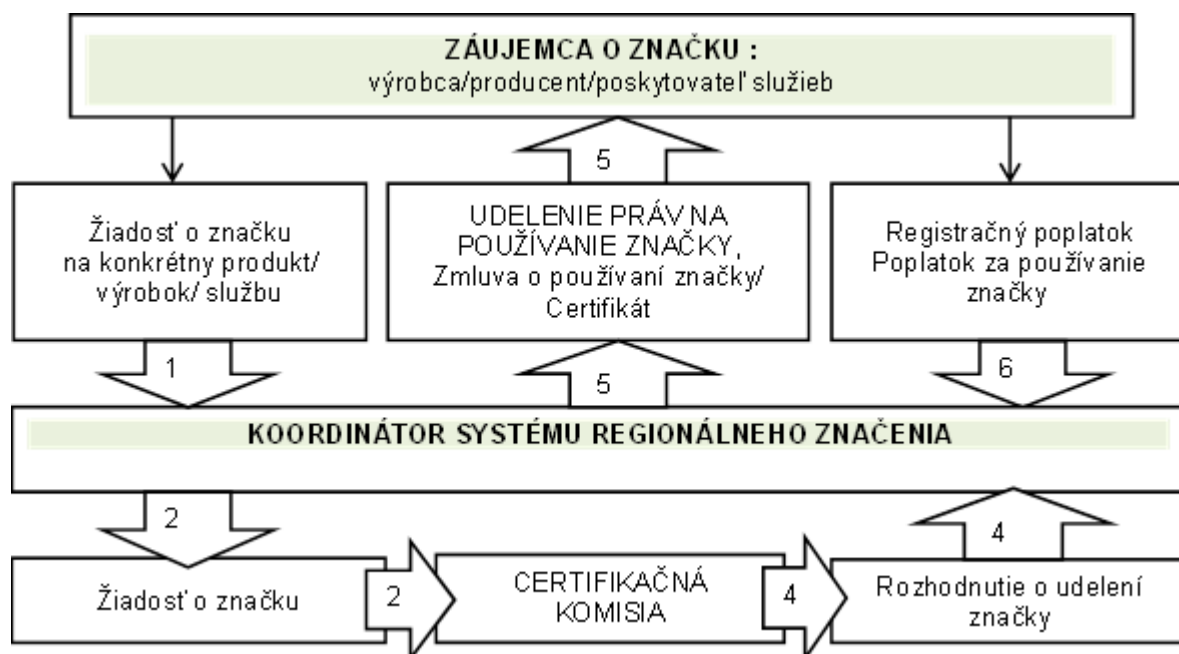 ZÁUJEMCA O ZNAČKU :
výrobca/producent/poskytovateľ služieb
5
Žiadosť o značku
na konkrétny produkt/
výrobok/ službu
UDELENIE PRÁV NA
POUŽÍVANIE ZNAČKY,
Zmluva o používaní značky/
Certifikát
Registračný poplatok
Poplatok za používanie
značky
1
5
6
KOORDINÁTOR SYSTÉMU REGIONÁLNEHO ZNAČENIA
2
4
Žiadosť o značku
2
CERTIFIKAČNÁ
KOMISIA
4
Rozhodnutie o udelení
značky